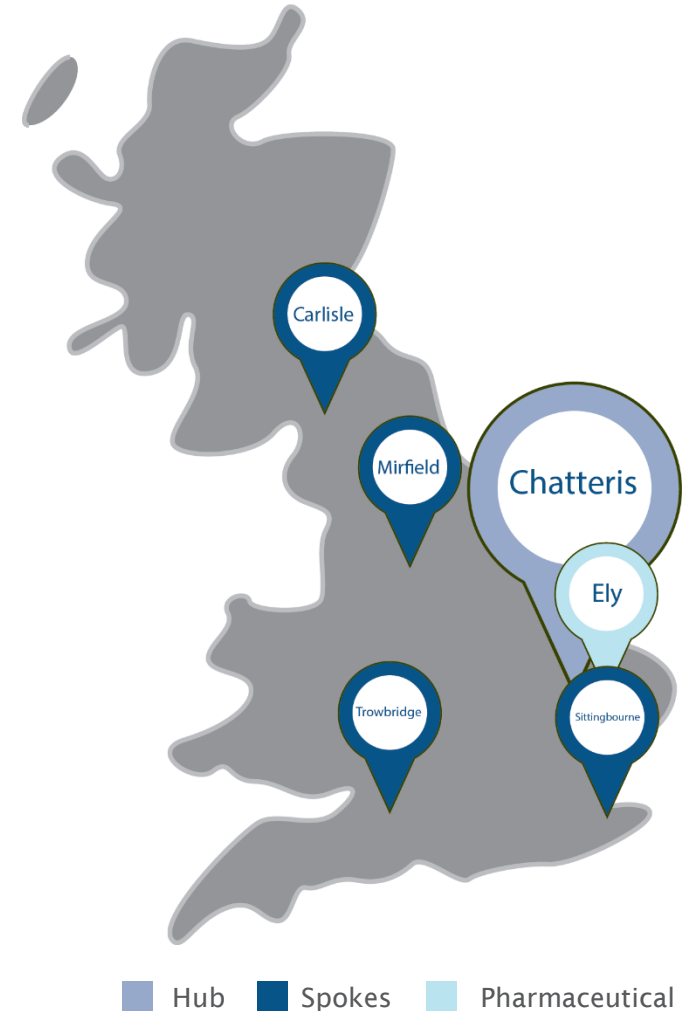 Carlisle
Mirfield
Chatteris
Ely
Trowbridge
Sittingbourne
Hub Spokes Pharmaceutical